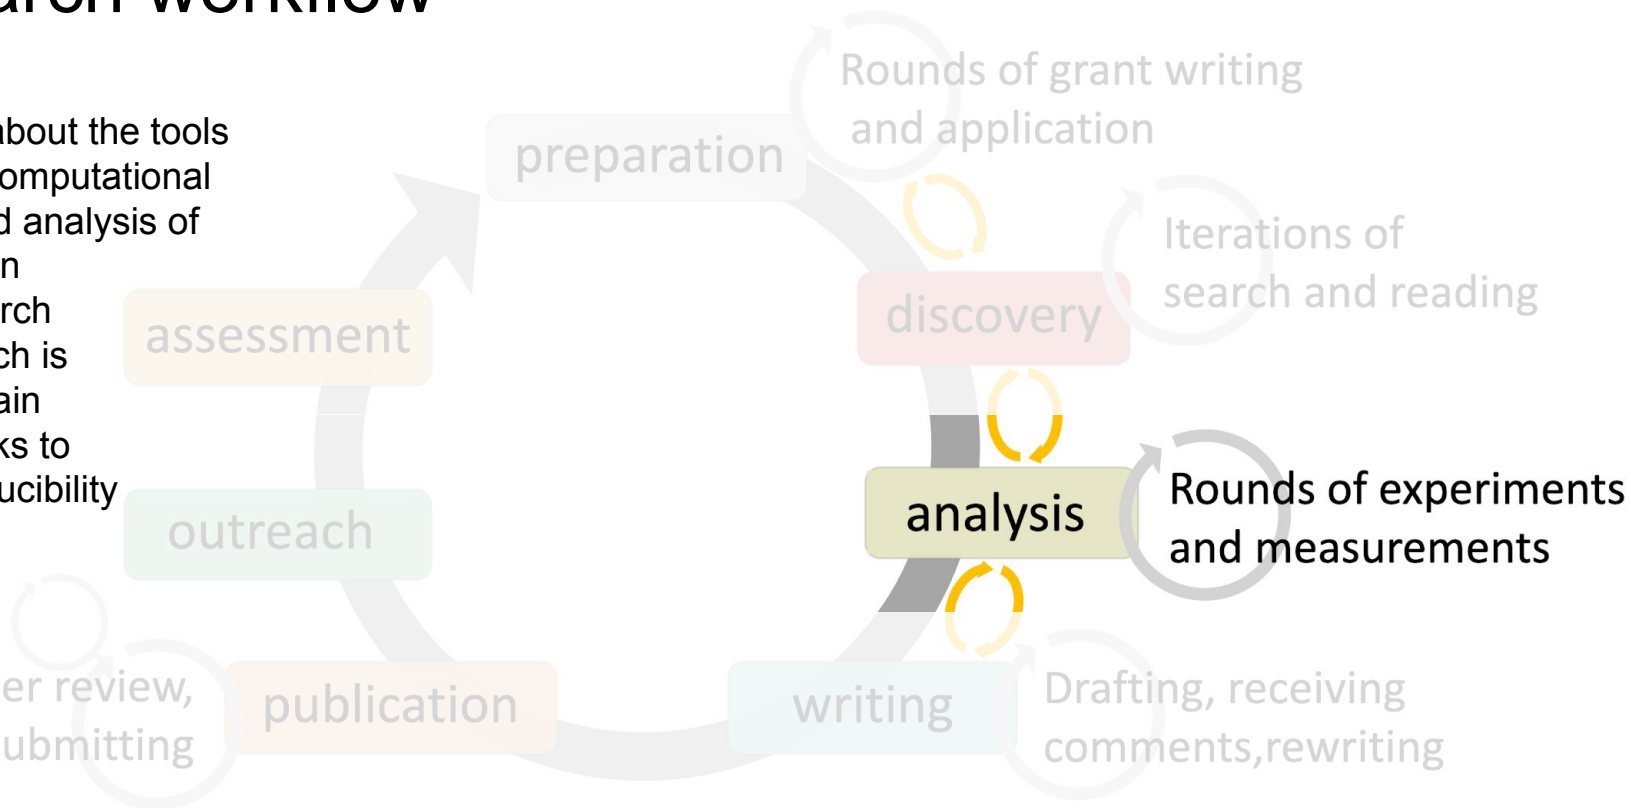 workflow
about the tools
omputational
d analysis of
n
rch
ch is
ain
ks to
ucibility
preparation
Rounds of grant writing
and application
discovery
Iterations of
search and reading
analysis
Rounds of experiments
and measurements
writing
Drafting, receiving
comments,rewriting
publication
er review,
ubmitting
outreach
assessment